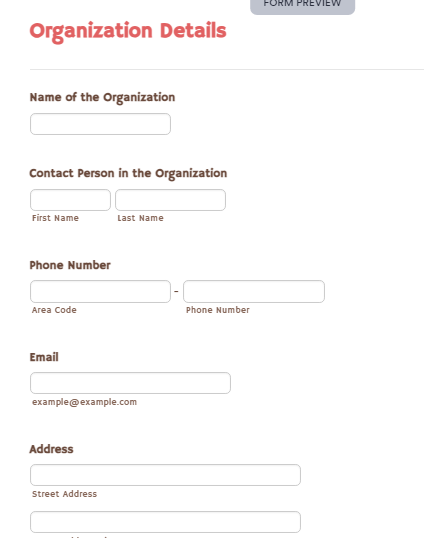 FORM PREVIEW
Organization Details
Name of the Organization
Contact Person in the Organization
First Name Last Name
Phone Number
-
Area Code Phone Number
Email
example@example.com
Address
Street Address